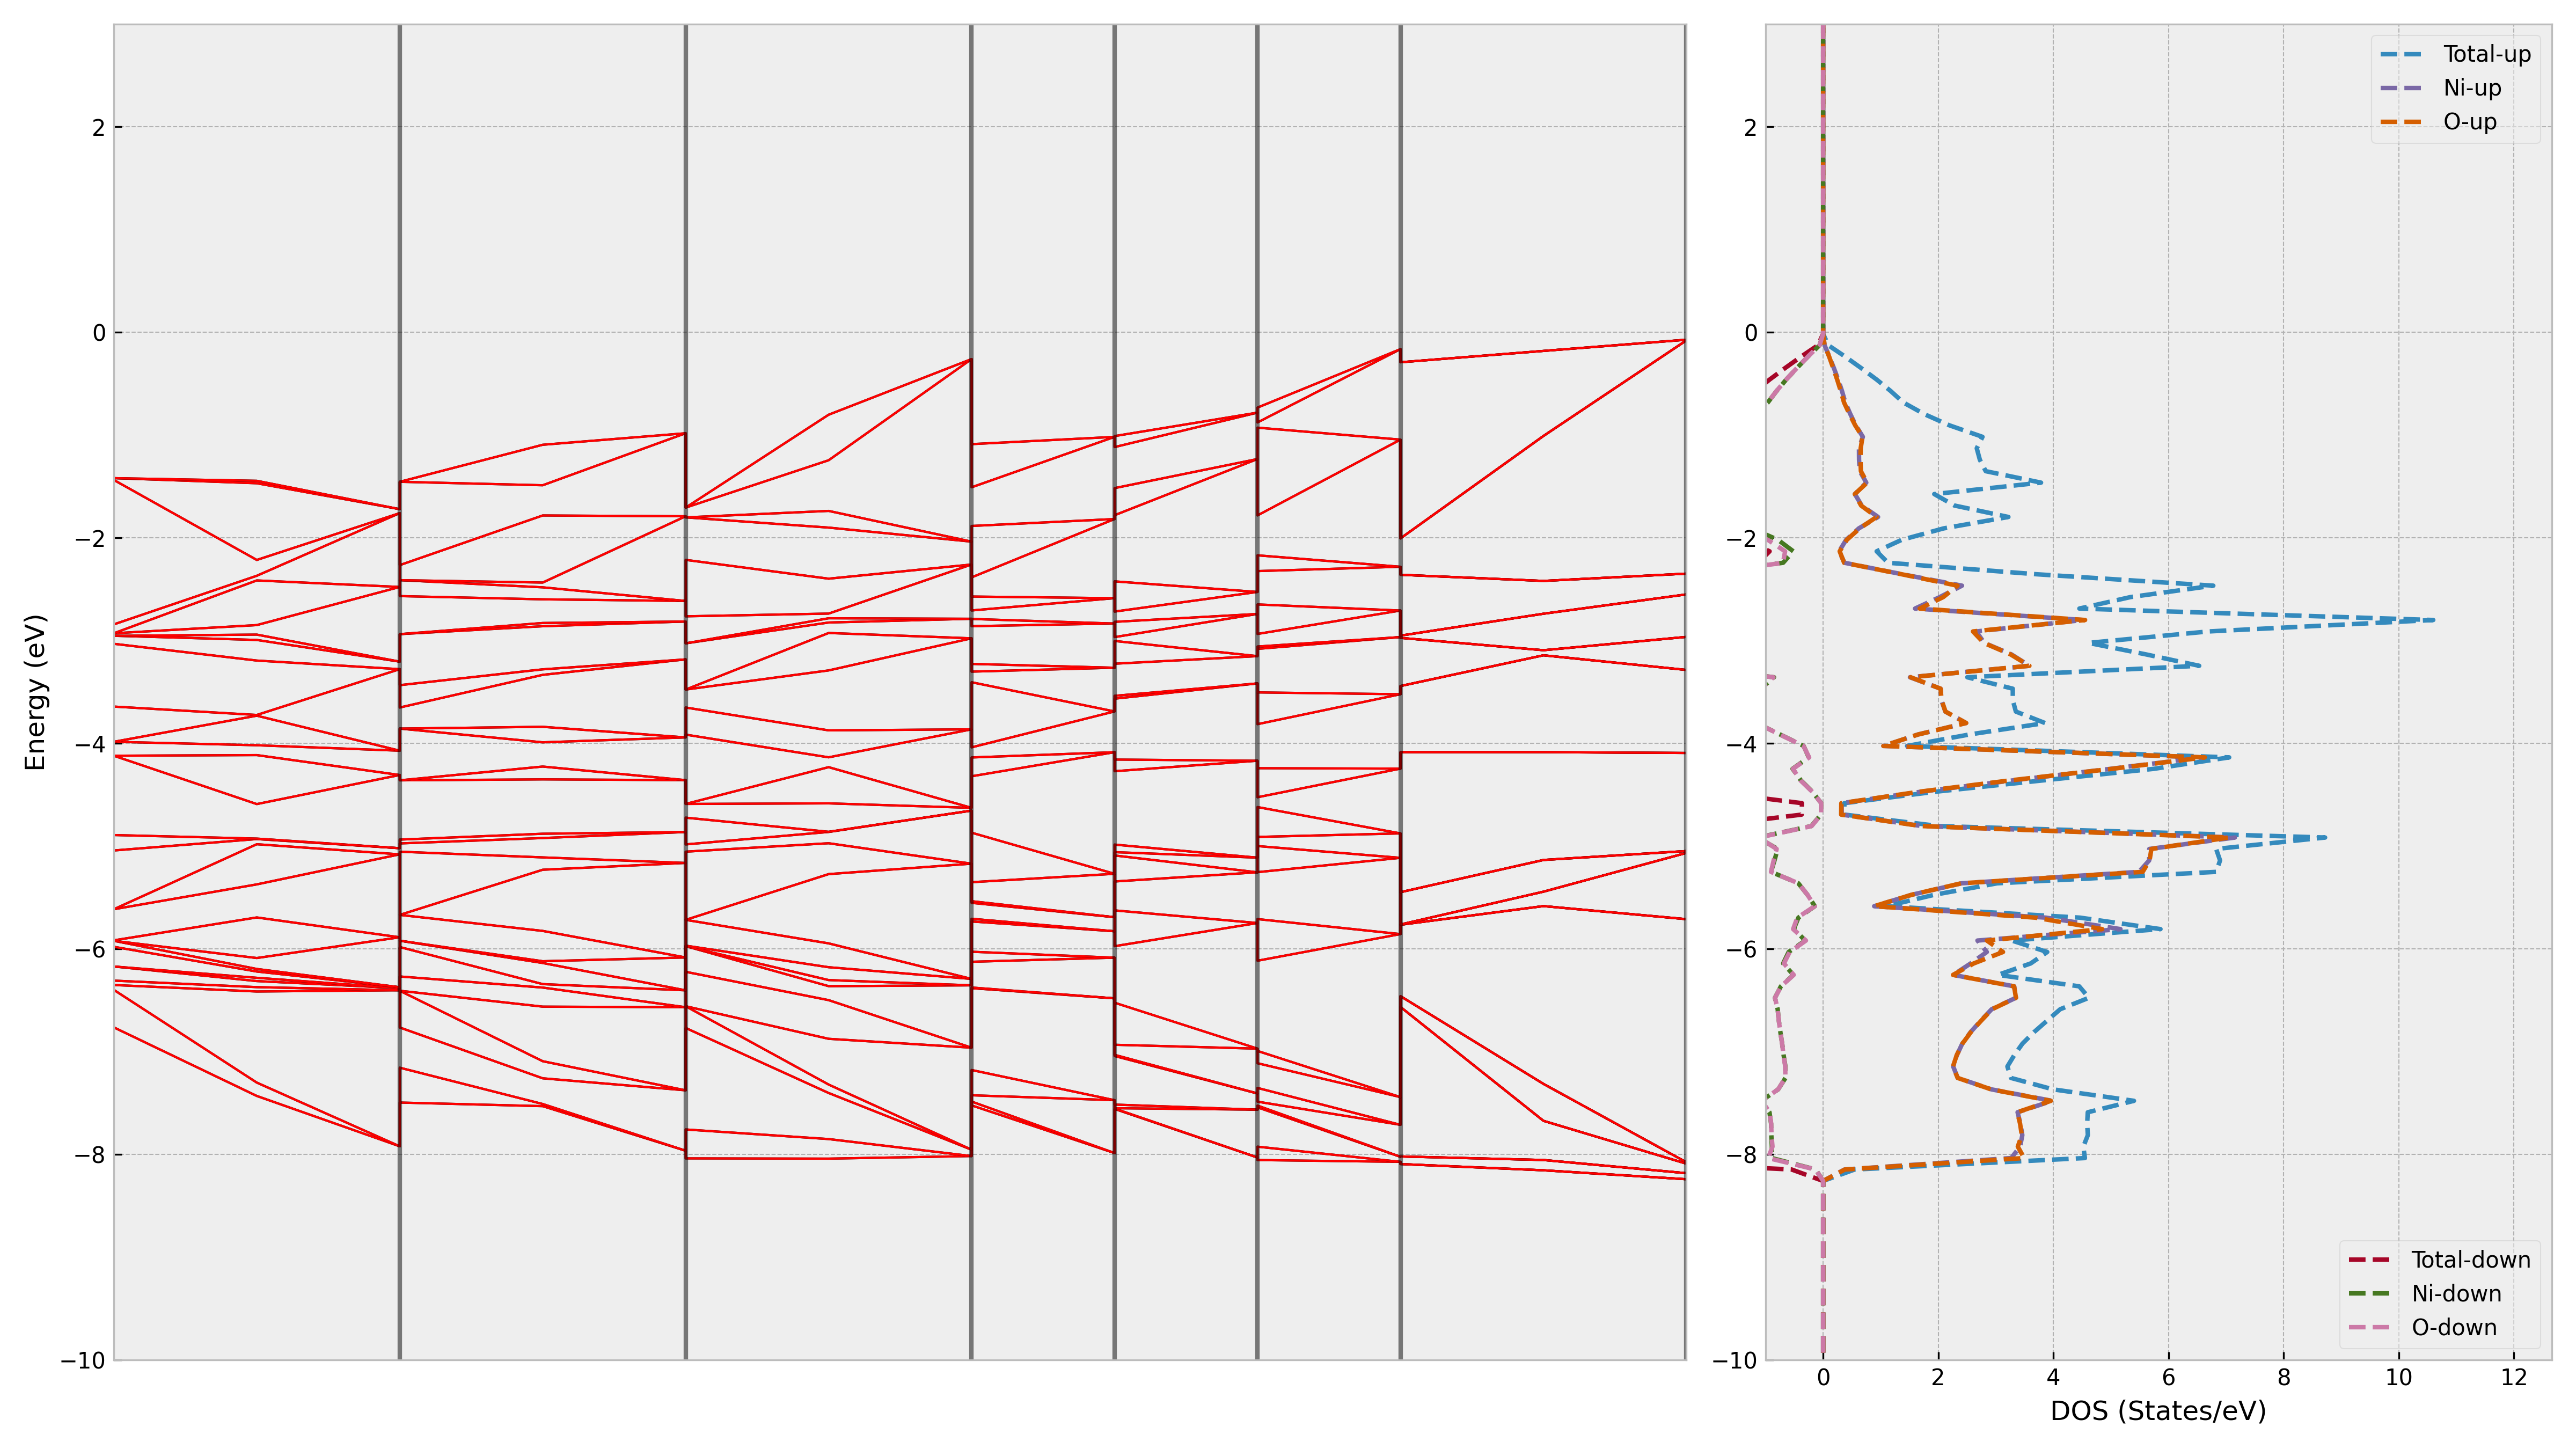 Energy (eV)
2
0
−2
−4
−6
−8
−10
2
0
−2
−4
−6
−8
−10
Total-up
Ni-up
O-up
Total-down
Ni-down
O-down
0 2 4 6 8 10 12
DOS (States/eV)